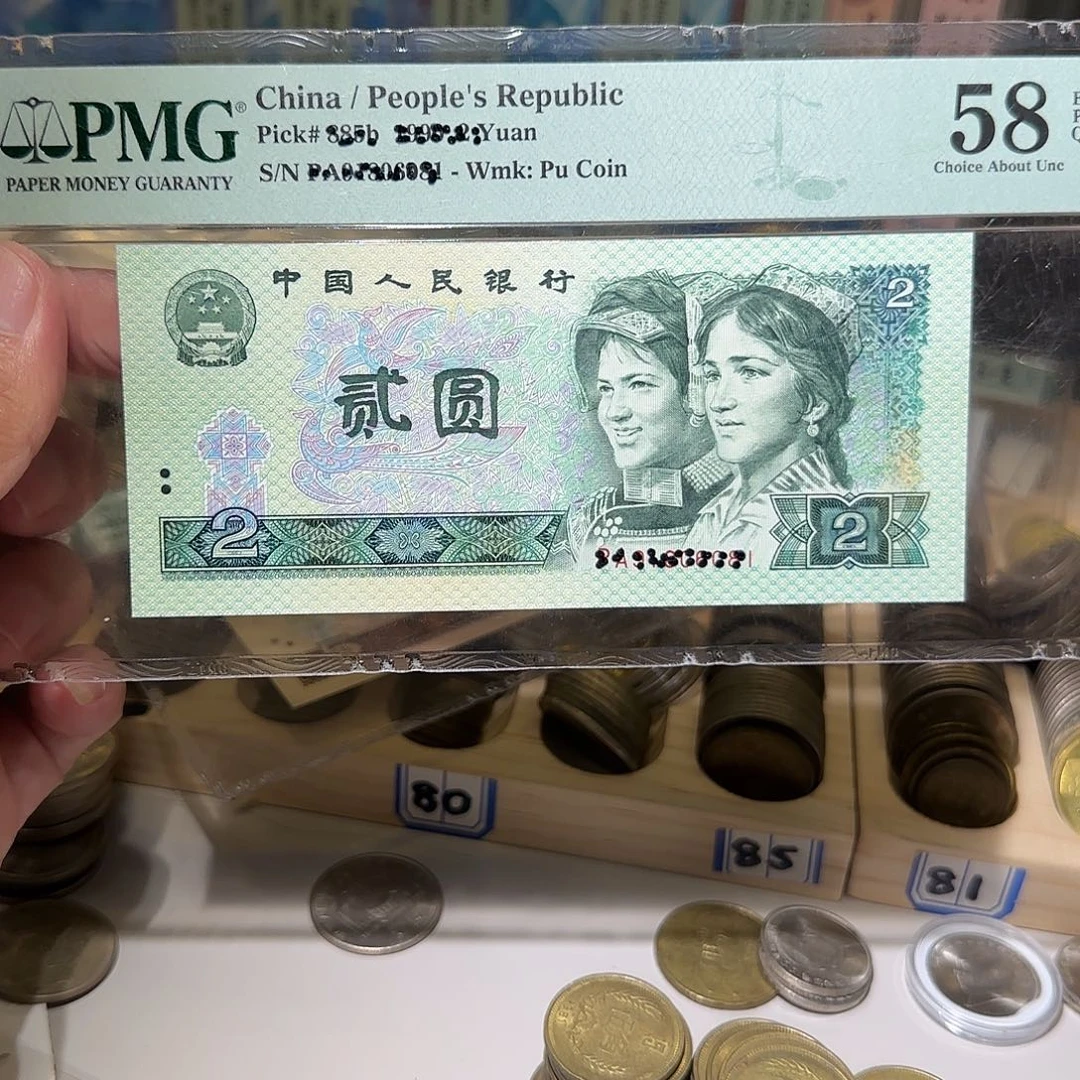 PMG®
PAPER MONEY GUARANTY
China / People's Republic
Pick# Yuan
S/N - Wmk: Pu Coin
58
Choice About Unc
中国人民银行
2
贰圆
2
2
80
85
81